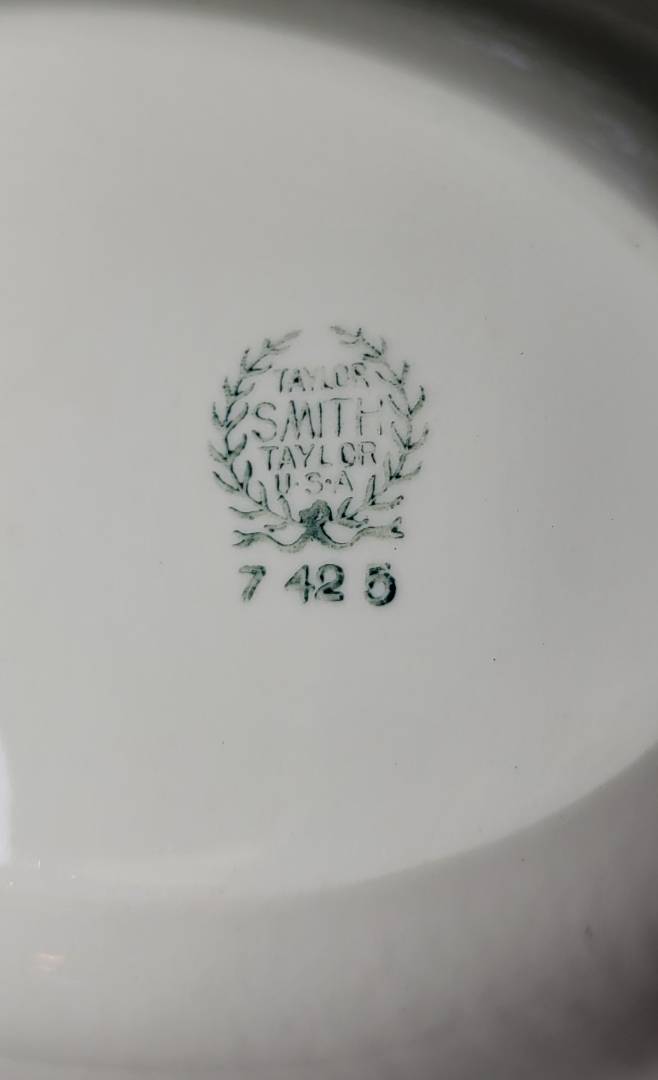 TAYLOR
SMITH
TAYLOR
U·S·A
7 42 5